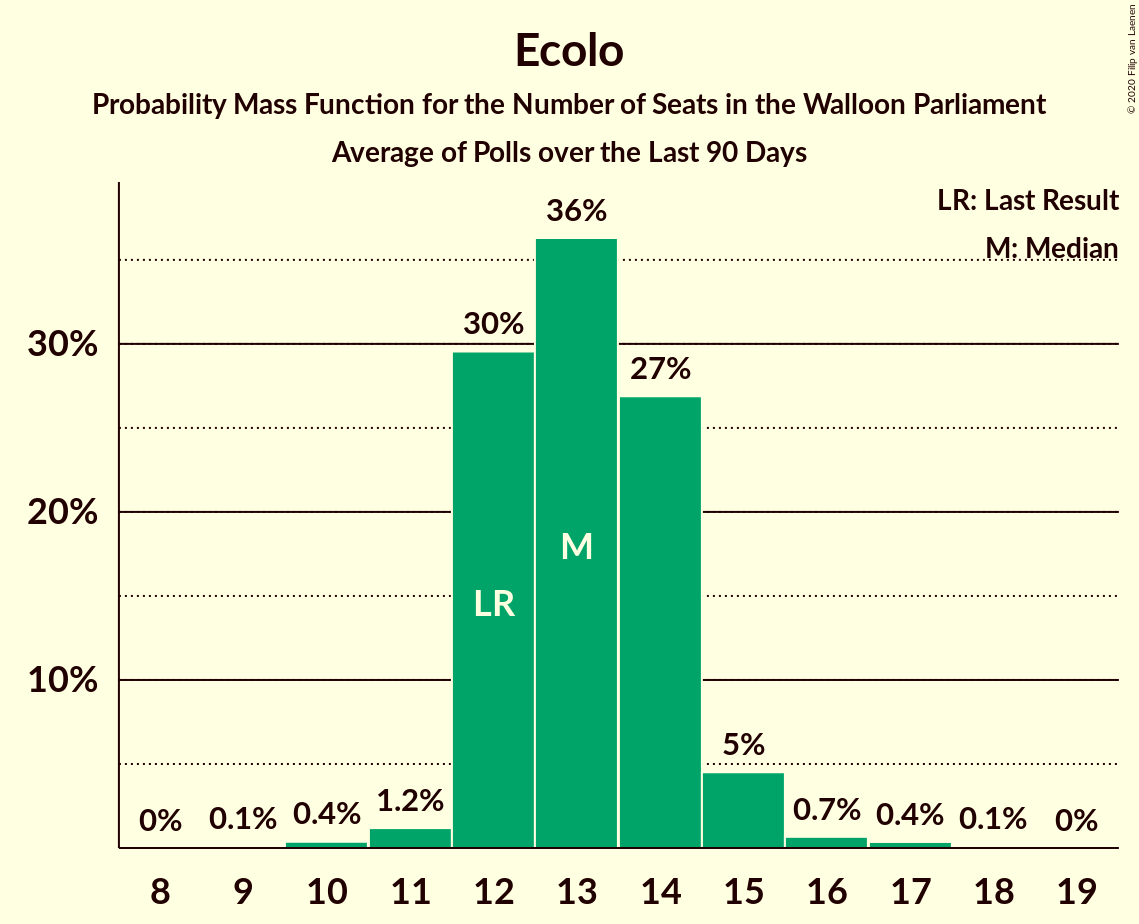 Ecolo
Probability Mass Function for the Number of Seats in the Walloon Parliament
Average of Polls over the Last 90 Days
© 2020 Filip van Laenen
LR: Last Result
M: Median
36%
30%
30%
27%
20%
M
LR
10%
5%
0%
0.1%
0.4%
1.2%
0.7%
0.4%
0.1%
0%
8 9 10 11 12 13 14 15 16 17 18 19